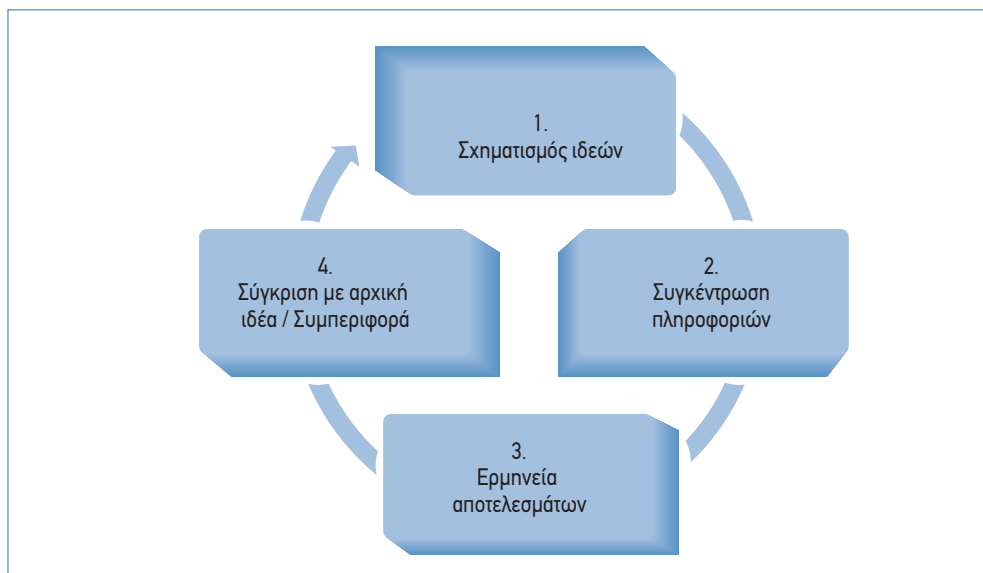 1.
Σχηματισμός ιδεών
2.
Συγκέντρωση
πληροφοριών
3.
Ερμηνεία
αποτελεσμάτων
4.
Σύγκριση με αρχική
ιδέα / Συμπεριφορά